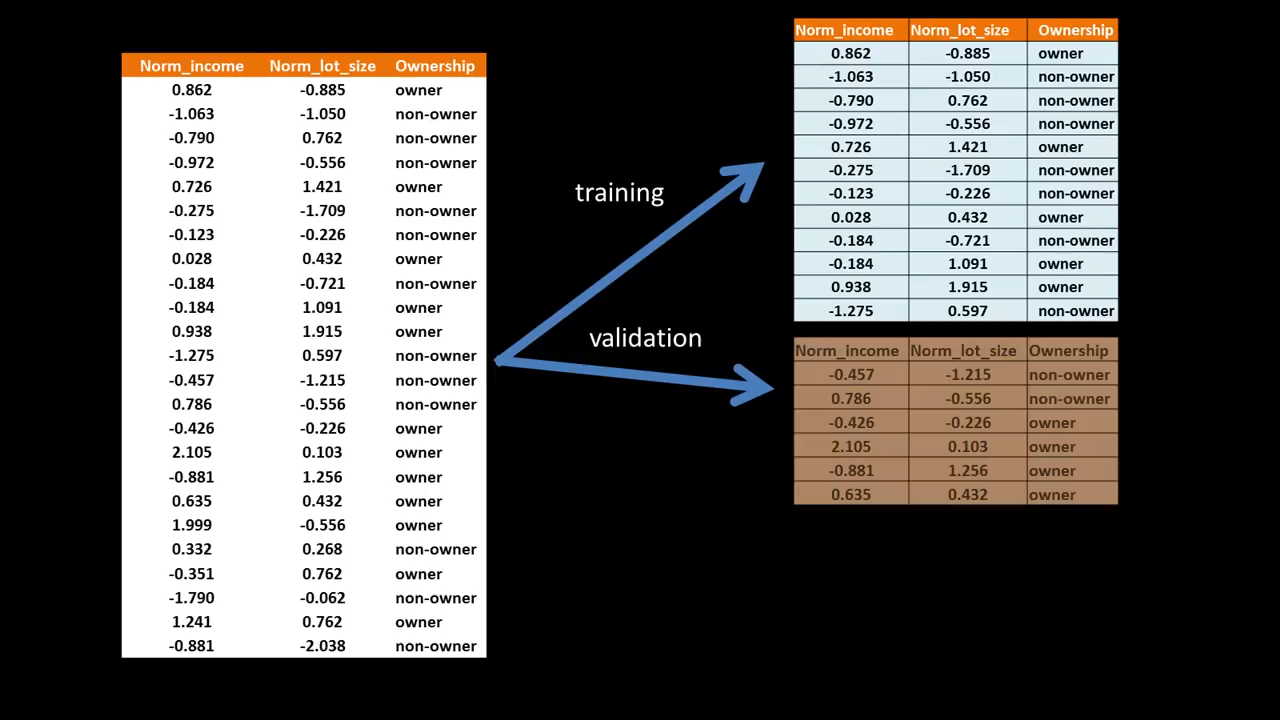 Norm_income Norm_lot_size Ownership
0.862 -0.885 owner
-1.063 -1.050 non-owner
-0.790 0.762 non-owner
-0.972 -0.556 non-owner
0.726 1.421 owner
-0.275 -1.709 non-owner
-0.123 -0.226 non-owner
0.028 0.432 owner
-0.184 -0.721 non-owner
-0.184 1.091 owner
0.938 1.915 owner
-1.275 0.597 non-owner
-0.457 -1.215 non-owner
0.786 -0.556 non-owner
-0.426 -0.226 owner
2.105 0.103 owner
-0.881 1.256 owner
0.635 0.432 owner
1.999 -0.556 owner
0.332 0.268 non-owner
-0.351 0.762 owner
-1.790 -0.062 non-owner
1.241 0.762 owner
-0.881 -2.038 non-owner
training
validation
Norm_income Norm_lot_size Ownership
0.862 -0.885 owner
-1.063 -1.050 non-owner
-0.790 0.762 non-owner
-0.972 -0.556 non-owner
0.726 1.421 owner
-0.275 -1.709 non-owner
-0.123 -0.226 non-owner
0.028 0.432 owner
-0.184 -0.721 non-owner
-0.184 1.091 owner
0.938 1.915 owner
-1.275 0.597 non-owner
Norm_income Norm_lot_size Ownership
-0.457 -1.215 non-owner
0.786 -0.556 non-owner
-0.426 -0.226 owner
2.105 0.103 owner
-0.881 1.256 owner
0.635 0.432 owner